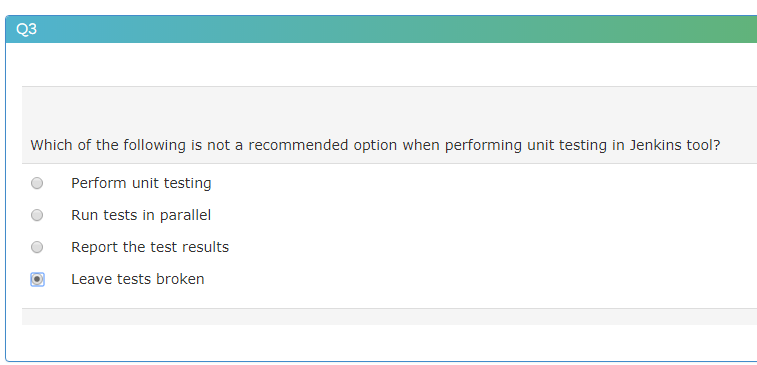 Q3
Which of the following is not a recommended option when performing unit testing in Jenkins tool?
Perform unit testing
Run tests in parallel
Report the test results
Leave tests broken